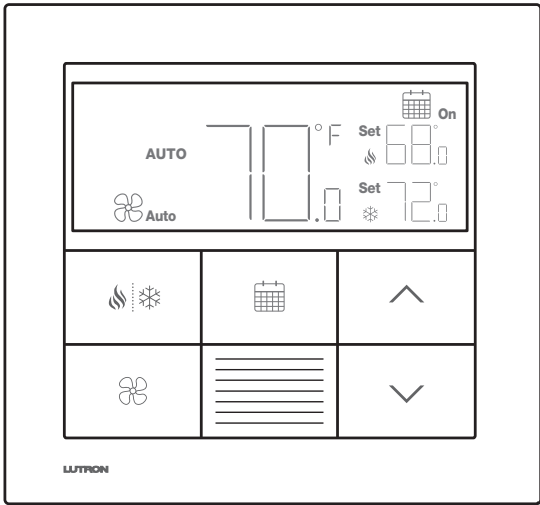 On
AUTO
70.0°F
Set 68.0°
Auto
Set 72.0°
LUTRON